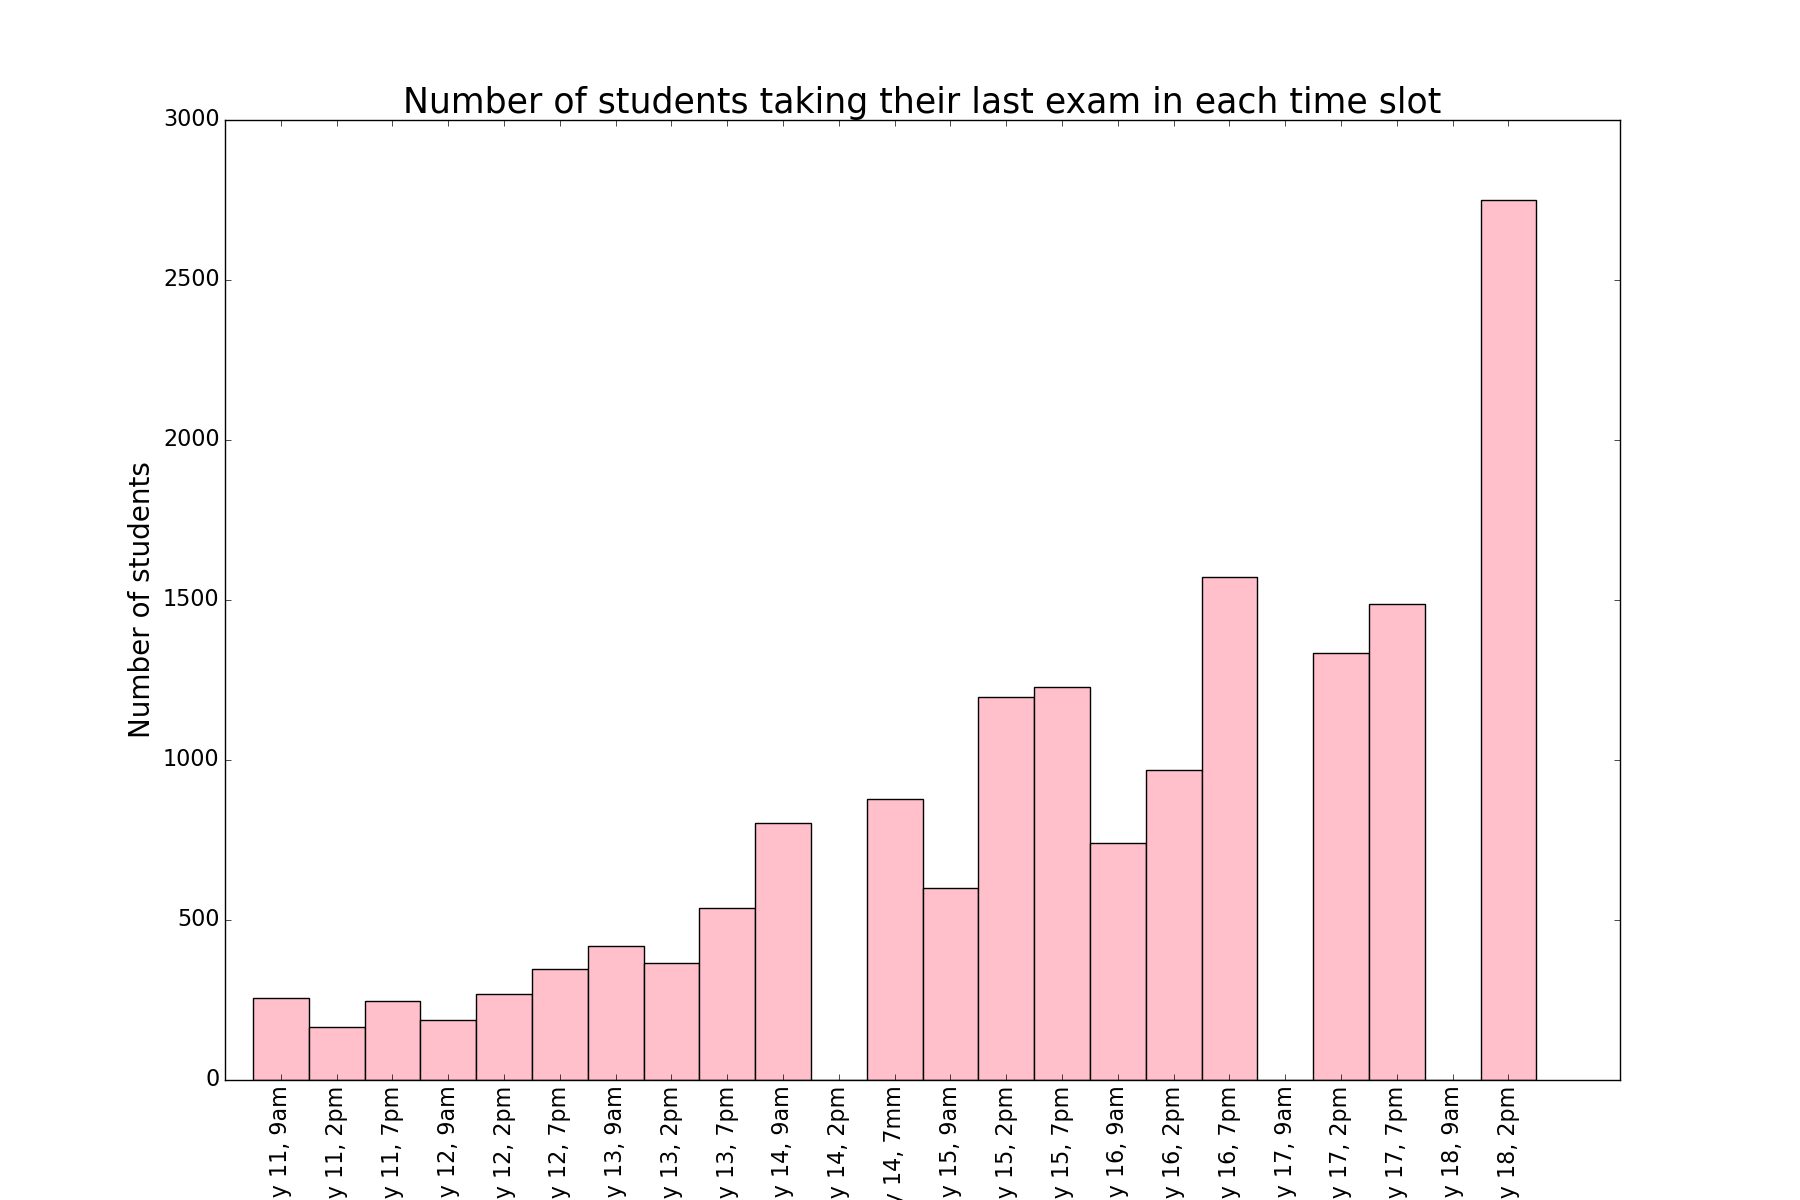 Number of students taking their last exam in each time slot
Number of students
3000
2500
2000
1500
1000
500
0
y 11, 9am
y 11, 2pm
y 11, 7pm
y 12, 9am
y 12, 2pm
y 12, 7pm
y 13, 9am
y 13, 2pm
y 13, 7pm
y 14, 9am
y 14, 2pm
y 14, 7mm
y 15, 9am
y 15, 2pm
y 15, 7pm
y 16, 9am
y 16, 2pm
y 16, 7pm
y 17, 9am
y 17, 2pm
y 17, 7pm
y 18, 9am
y 18, 2pm